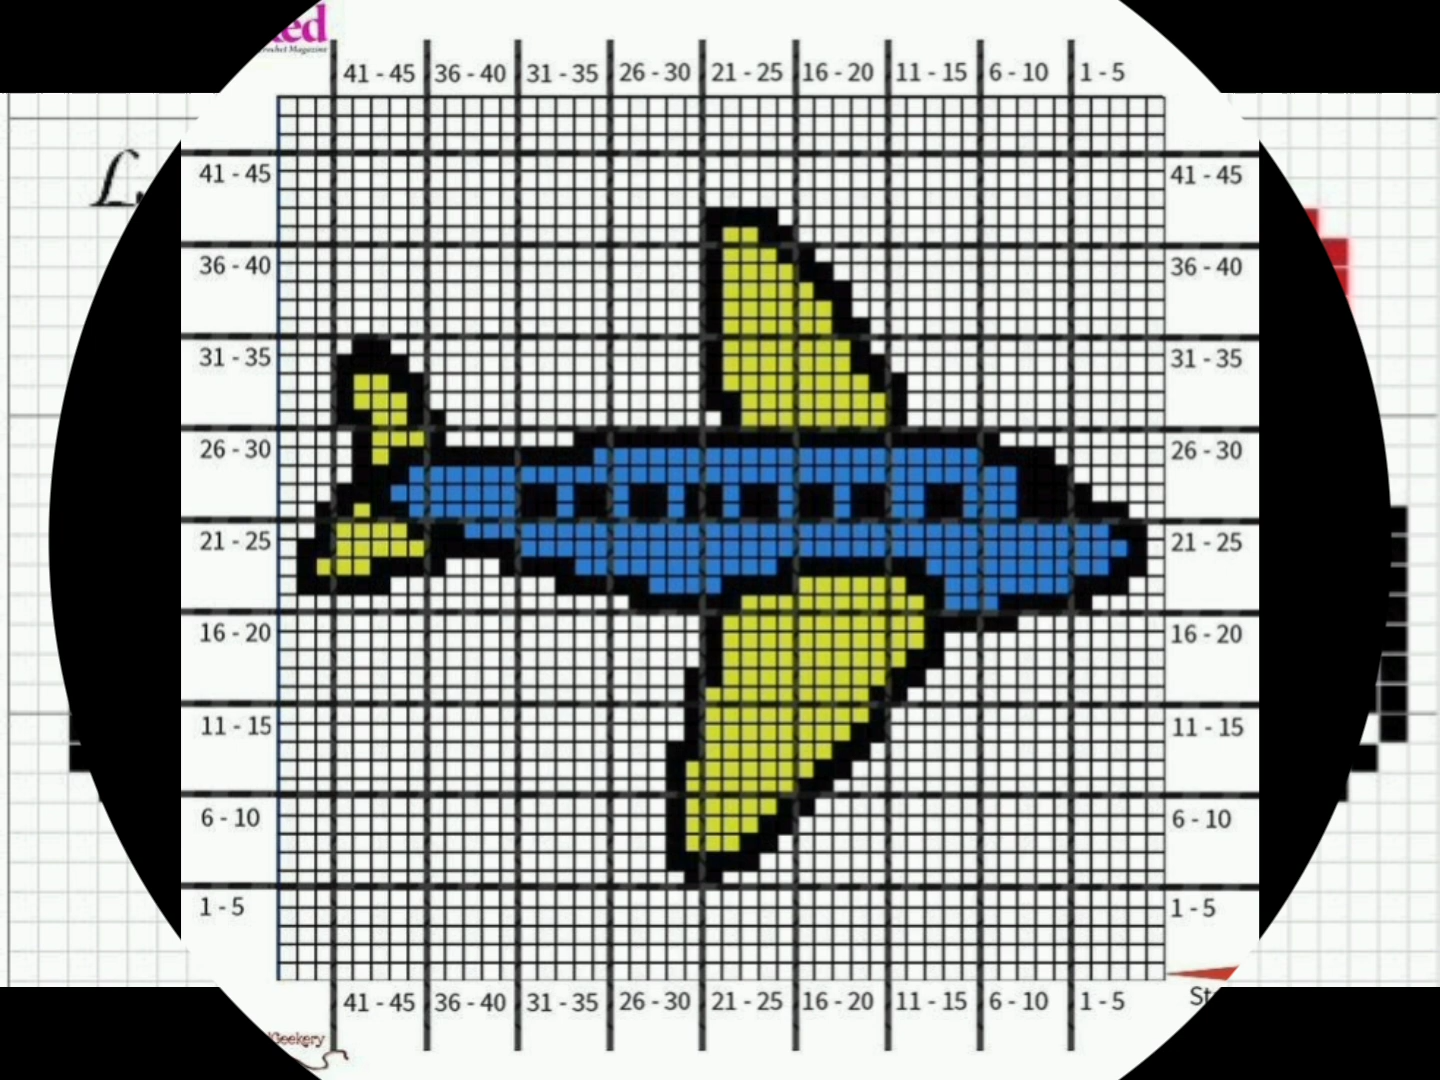 41 - 45 36 - 40 31 - 35 26 - 30 21 - 25 16 - 20 11 - 15 6 - 10 1 - 5
41 - 45 41 - 45
36 - 40 36 - 40
31 - 35 31 - 35
26 - 30 26 - 30
21 - 25 21 - 25
16 - 20 16 - 20
11 - 15 11 - 15
6 - 10 6 - 10
1 - 5 1 - 5
41 - 45 36 - 40 31 - 35 26 - 30 21 - 25 16 - 20 11 - 15 6 - 10 1 - 5